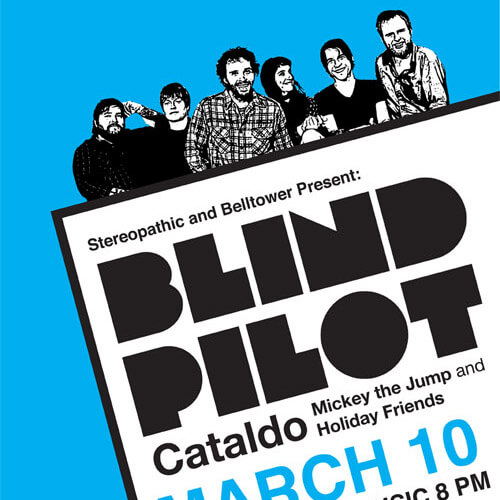 Stereopathic and Belltower Present:
BLIND
PILOT
Cataldo Mickey the Jump and
Holiday Friends
MARCH 10
8 PM